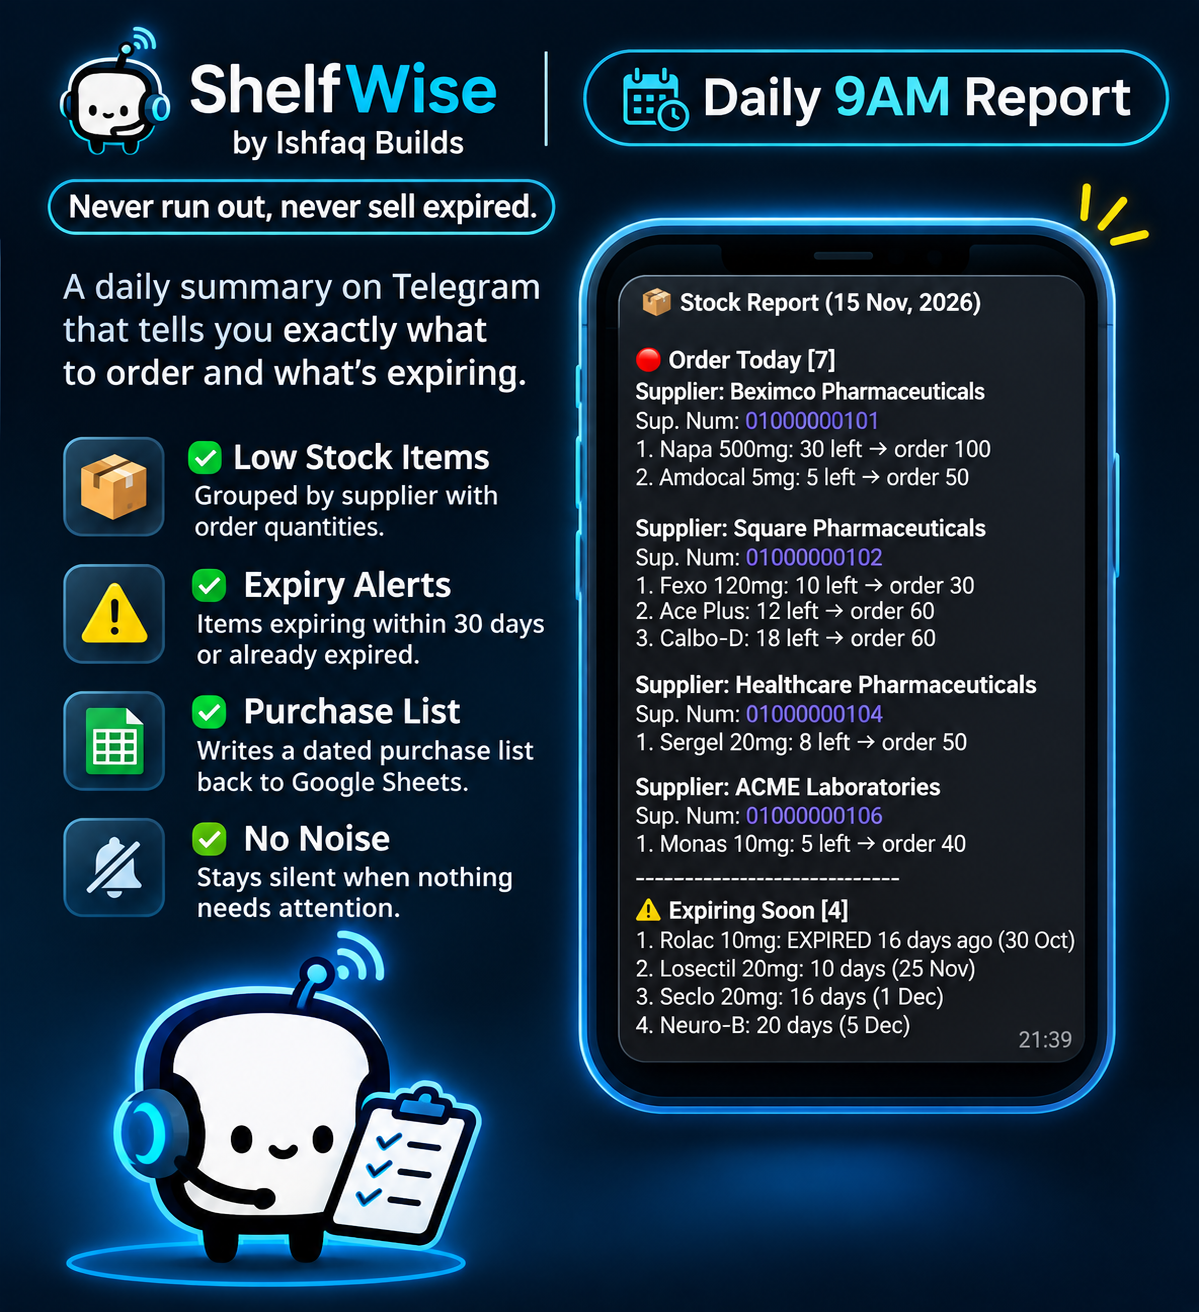 ShelfWise
by Ishfaq Builds
Daily 9AM Report
Never run out, never sell expired.
A daily summary on Telegram
that tells you exactly what
to order and what's expiring.
Low Stock Items
Grouped by supplier with
order quantities.
Expiry Alerts
Items expiring within 30 days
or already expired.
Purchase List
Writes a dated purchase list
back to Google Sheets.
No Noise
Stays silent when nothing
needs attention.
Stock Report (15 Nov, 2026)
Order Today [7]
Supplier: Beximco Pharmaceuticals
Sup. Num: 01000000101
1. Napa 500mg: 30 left → order 100
2. Amdocal 5mg: 5 left → order 50
Supplier: Square Pharmaceuticals
Sup. Num: 01000000102
1. Fexo 120mg: 10 left → order 30
2. Ace Plus: 12 left → order 60
3. Calbo-D: 18 left → order 60
Supplier: Healthcare Pharmaceuticals
Sup. Num: 01000000104
1. Sergel 20mg: 8 left → order 50
Supplier: ACME Laboratories
Sup. Num: 01000000106
1. Monas 10mg: 5 left → order 40
---------------------------
Expiring Soon [4]
1. Rolac 10mg: EXPIRED 16 days ago (30 Oct)
2. Losectil 20mg: 10 days (25 Nov)
3. Seclo 20mg: 16 days (1 Dec)
4. Neuro-B: 20 days (5 Dec)
21:39